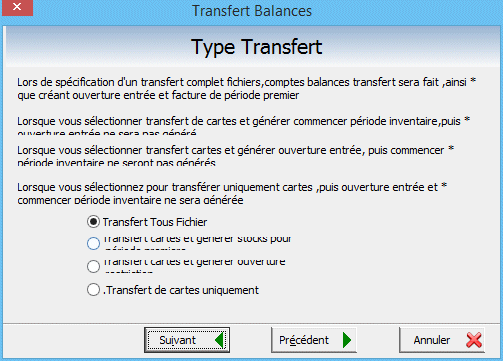 Transfert Balances
Type Transfert
Lors de spécification d'un transfert complet fichiers,comptes balances transfert sera fait ,ainsi *
que créant ouverture entrée et facture de période premier
Lorsque vous sélectionner transfert de cartes et générer commencer période inventaire,puis *
ouverture entrée ne sera pas généré
Lorsque vous sélectionner transfert cartes et générer ouverture entrée, puis commencer *
période inventaire ne seront pas générés
Lorsque vous sélectionnez pour transférer uniquement cartes ,puis ouverture entrée et *
commencer période inventaire ne sera générée
Transfert Tous Fichier
Transfert cartes et générer stocks pour
période premiere
Transfert cartes et générer ouverture
restriction
.Transfert de cartes uniquement
Suivant
Précédent
Annuler